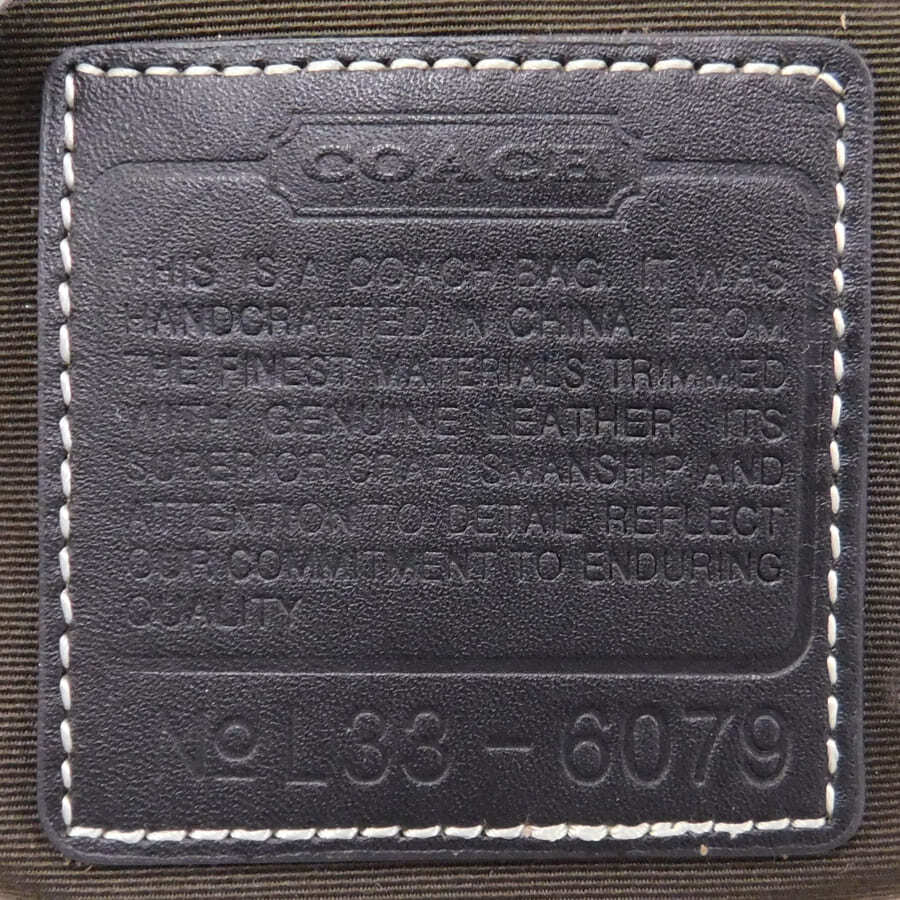 COACH
THIS IS A COACH BAG. IT WAS
HANDCRAFTED IN CHINA FROM
THE FINEST MATERIALS TRIMMED
WITH GENUINE LEATHER. ITS
SUPERIOR CRAFTSMANSHIP AND
ATTENTION TO DETAIL REFLECT
OUR COMMITMENT TO ENDURING
QUALITY.
No L33-6079